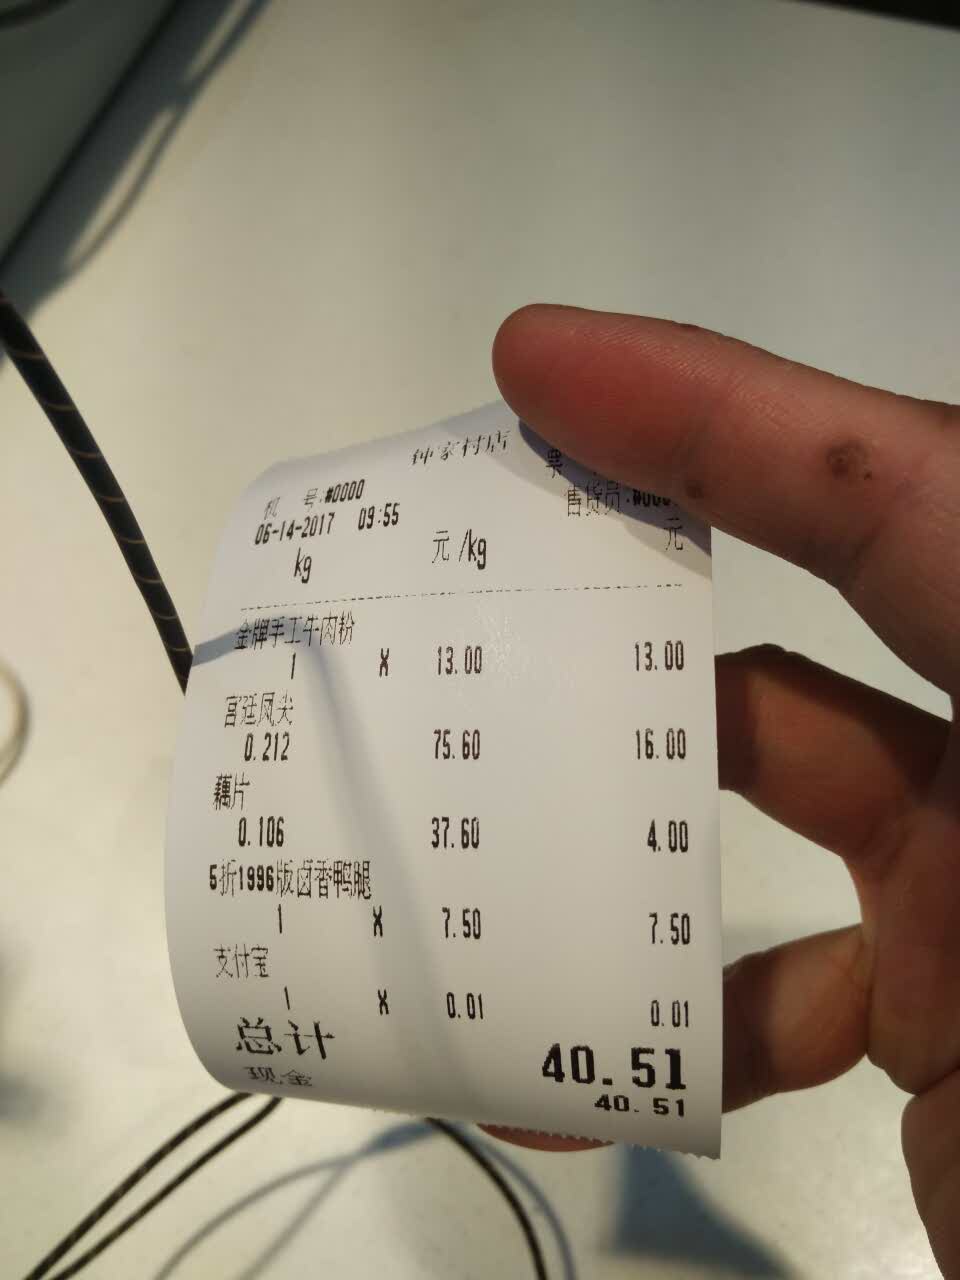 钟家村店
机 号:#0000 票
06-14-2017 09:55 售货员:#000
kg 元/kg 元
金牌手工牛肉粉
1 X 13.00 13.00
宫廷凤尖
0.212 75.60 16.00
藕片
0.106 37.60 4.00
5折1996版卤香鸭腿
1 X 7.50 7.50
支付宝
1 X 0.01 0.01
总计 40.51
现金 40.51